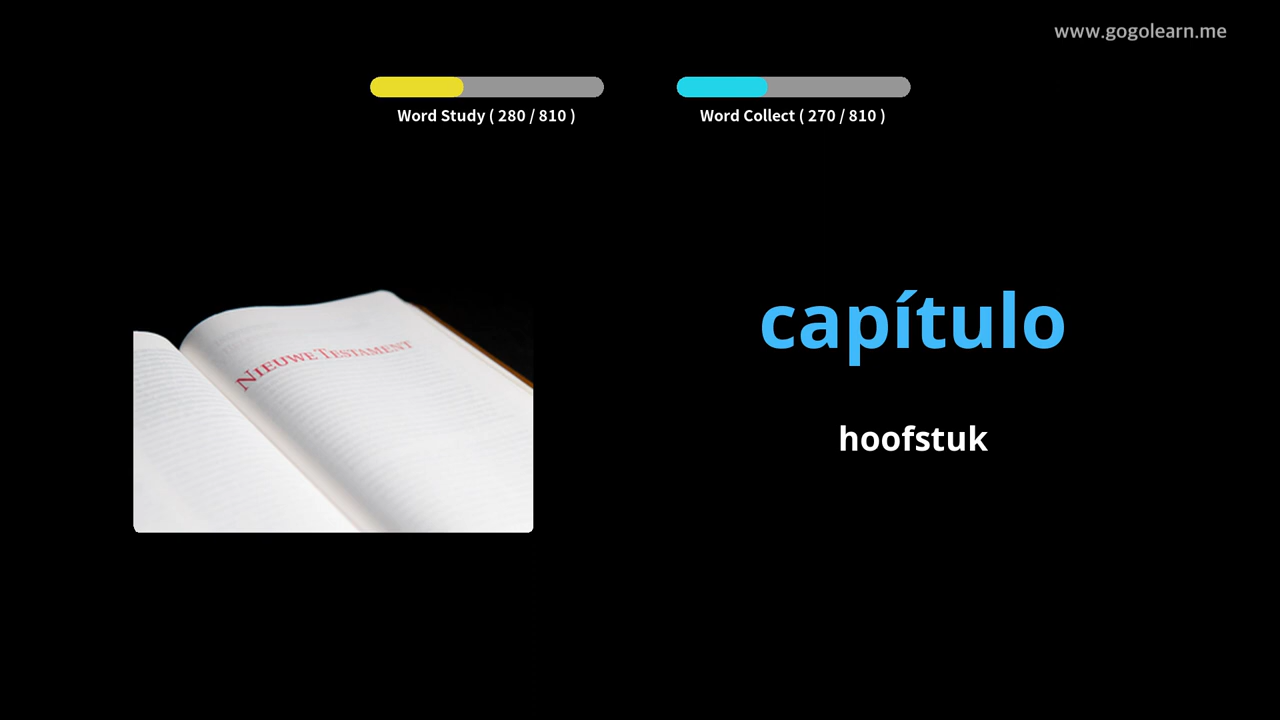 www.gogolearn.me
Word Study ( 280 / 810 )
Word Collect ( 270 / 810 )
NIEUWE TESTAMENT
capítulo
hoofstuk